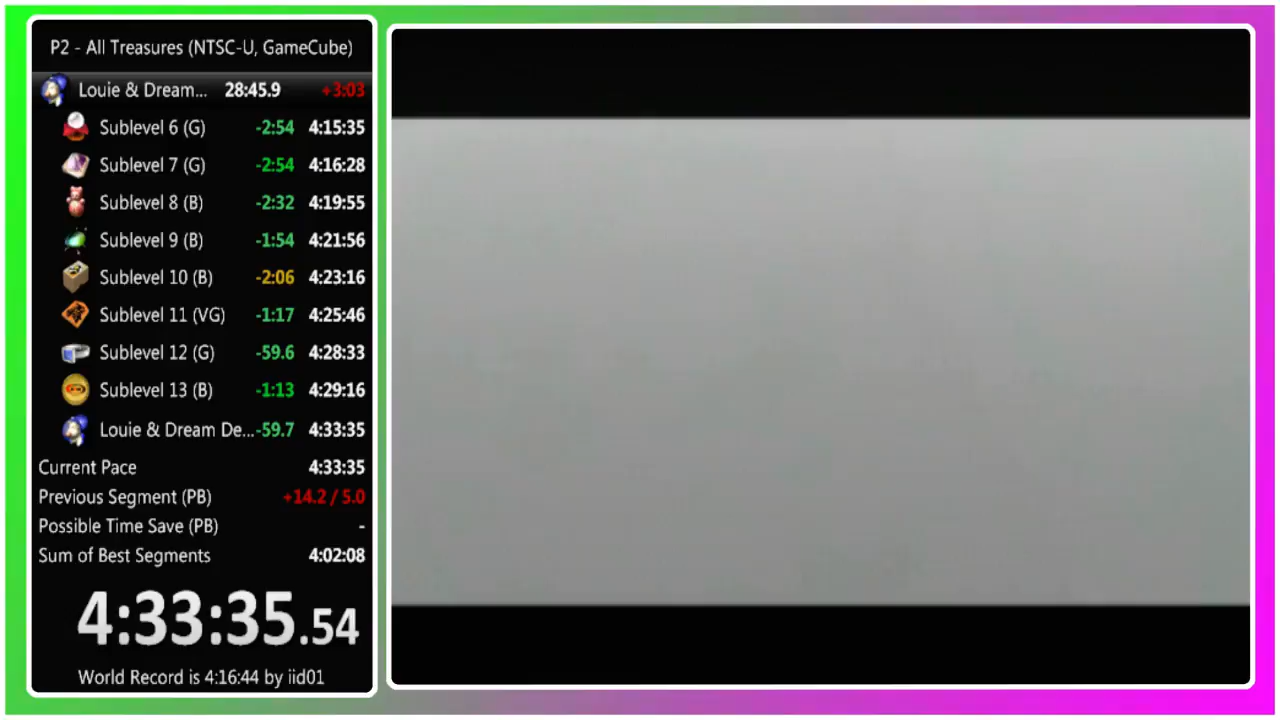 P2 - All Treasures (NTSC-U, GameCube)
Louie & Dream... 28:45.9 +3:03
Sublevel 6 (G) -2:54 4:15:35
Sublevel 7 (G) -2:54 4:16:28
Sublevel 8 (B) -2:32 4:19:55
Sublevel 9 (B) -1:54 4:21:56
Sublevel 10 (B) -2:06 4:23:16
Sublevel 11 (VG) -1:17 4:25:46
Sublevel 12 (G) -59.6 4:28:33
Sublevel 13 (B) -1:13 4:29:16
Louie & Dream De...-59.7 4:33:35
Current Pace 4:33:35
Previous Segment (PB) +14.2 / 5.0
Possible Time Save (PB) -
Sum of Best Segments 4:02:08
4:33:35.54
World Record is 4:16:44 by iid01